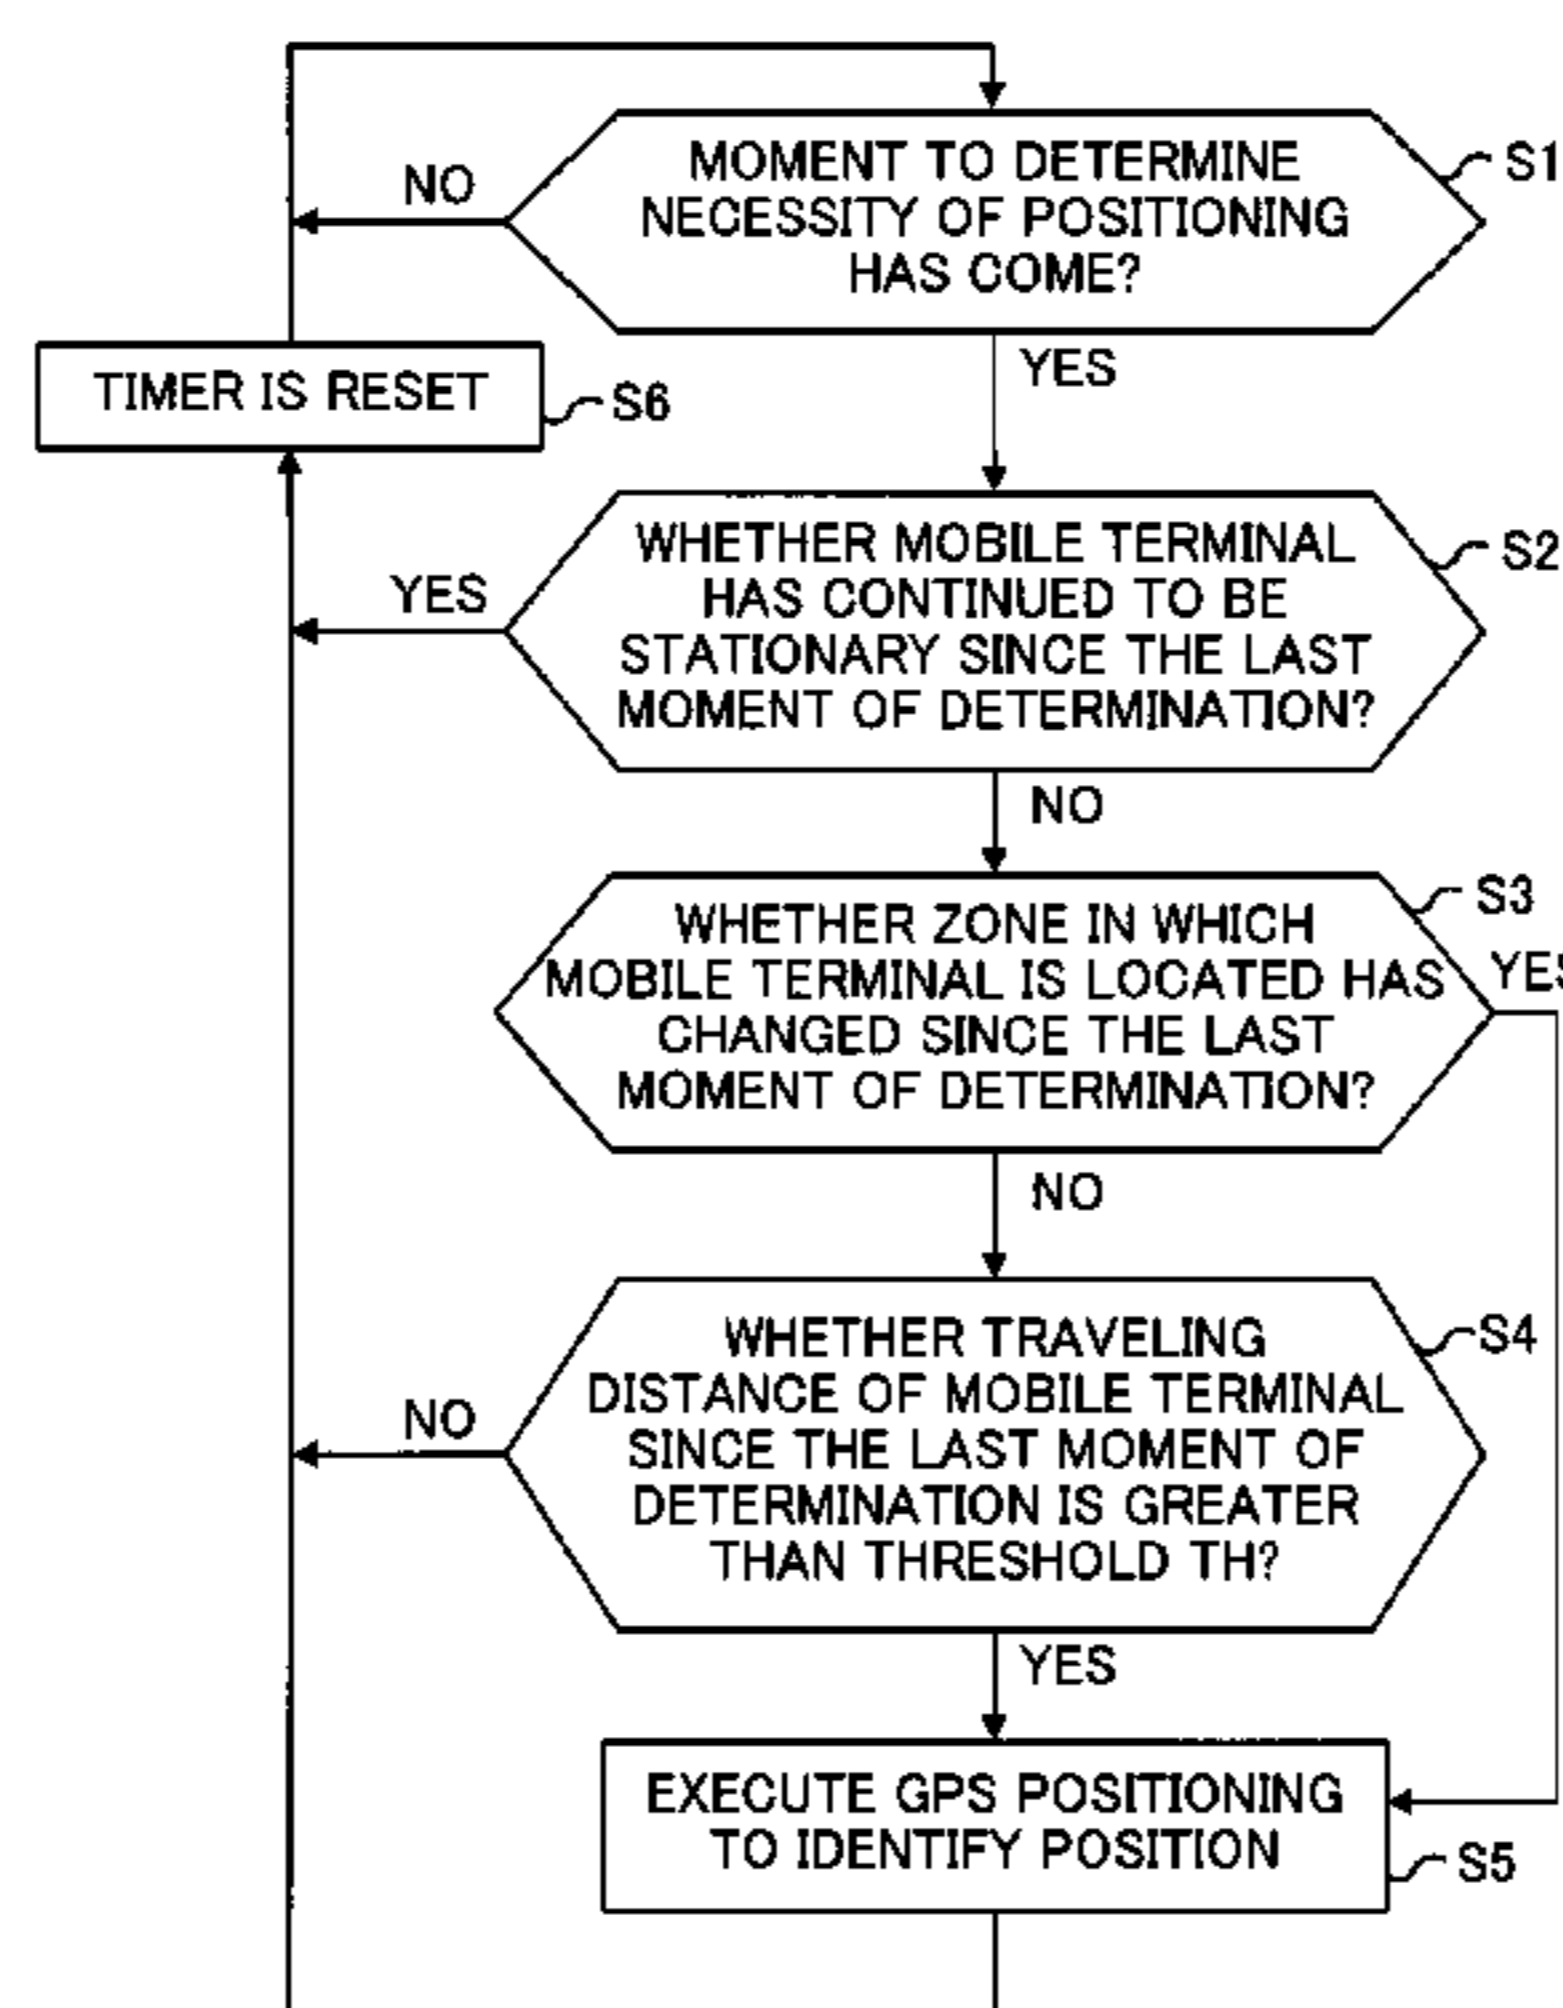 MOMENT TO DETERMINE
NECESSITY OF POSITIONING
HAS COME?
S1
NO
YES
TIMER IS RESET
S6
WHETHER MOBILE TERMINAL
HAS CONTINUED TO BE
STATIONARY SINCE THE LAST
MOMENT OF DETERMINATION?
S2
YES
NO
WHETHER ZONE IN WHICH
MOBILE TERMINAL IS LOCATED HAS
CHANGED SINCE THE LAST
MOMENT OF DETERMINATION?
S3
YES
NO
WHETHER TRAVELING
DISTANCE OF MOBILE TERMINAL
SINCE THE LAST MOMENT OF
DETERMINATION IS GREATER
THAN THRESHOLD TH?
S4
NO
YES
EXECUTE GPS POSITIONING
TO IDENTIFY POSITION
S5